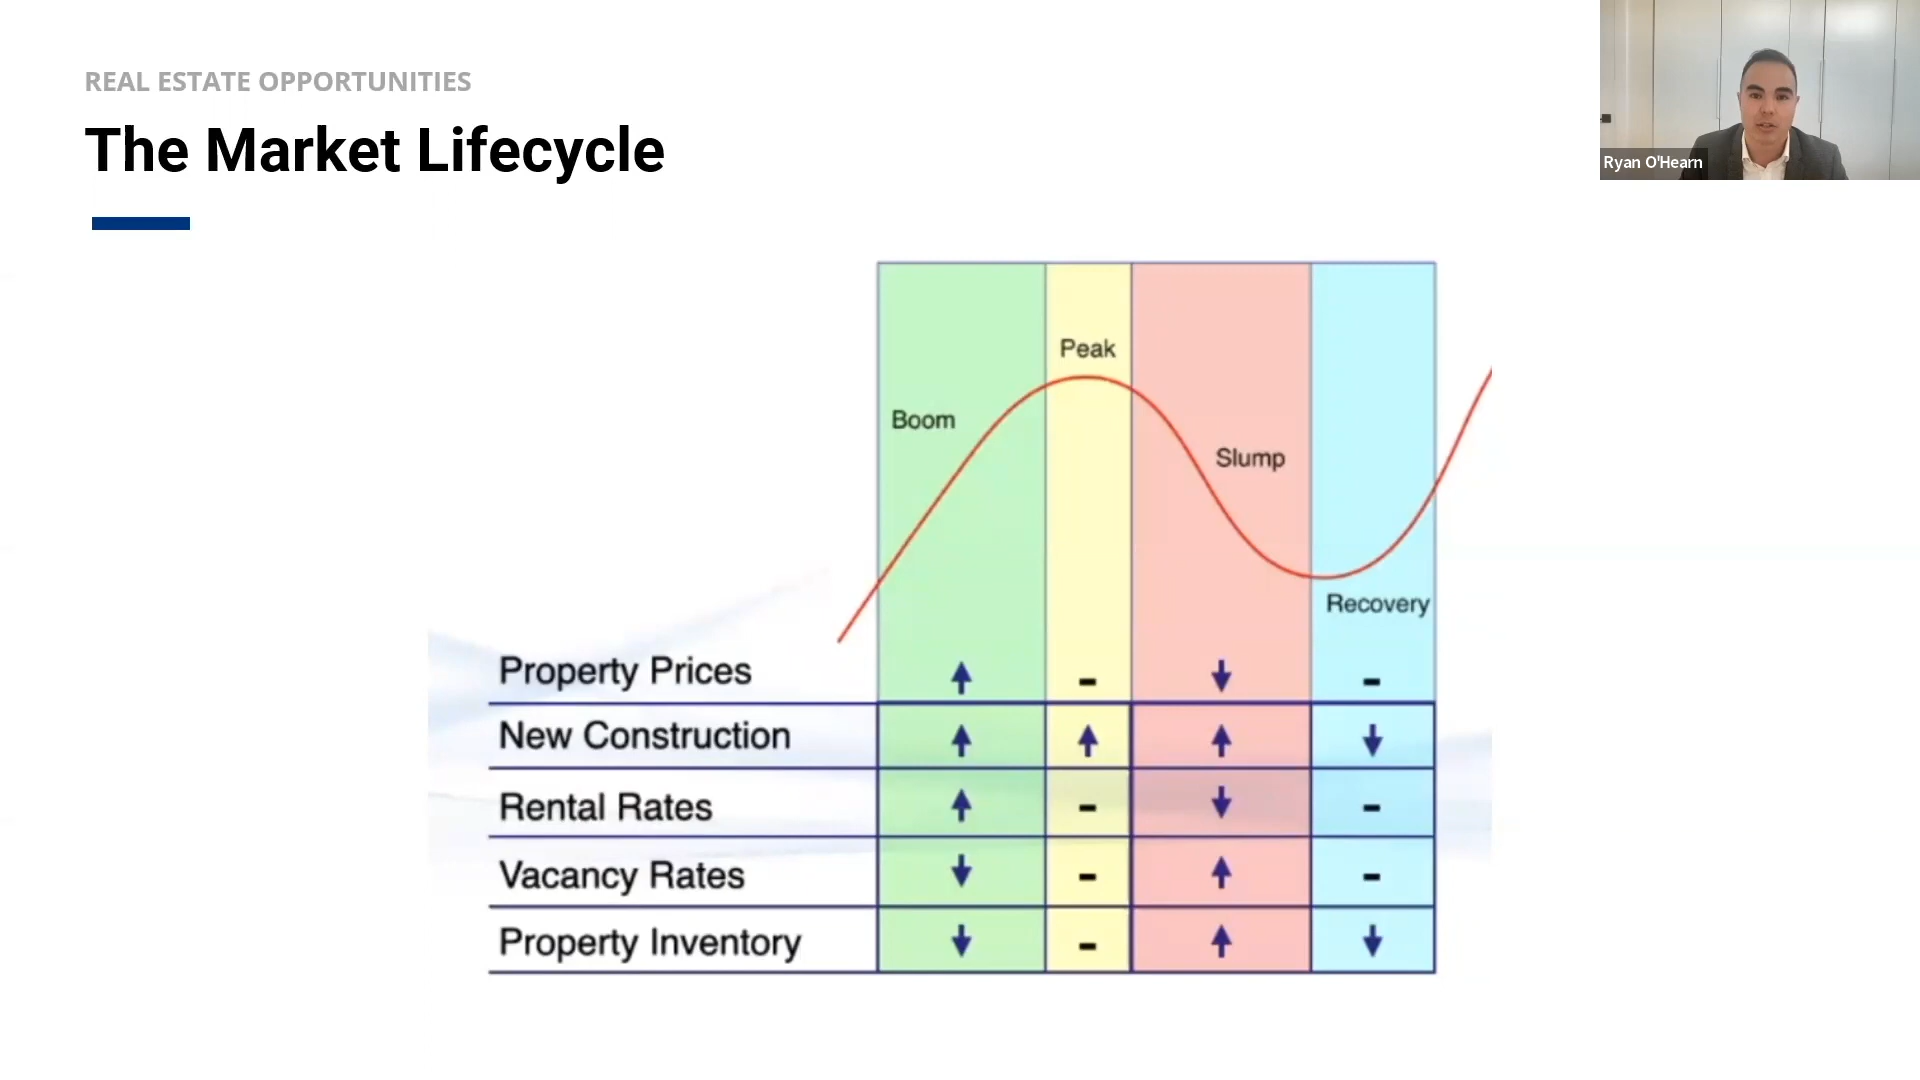 REAL ESTATE OPPORTUNITIES
The Market Lifecycle
Ryan O'Hearn
Peak
Boom
Slump
Recovery
Property Prices ↑ - ↓ -
New Construction ↑ ↑ ↑ ↓
Rental Rates ↑ - ↓ -
Vacancy Rates ↓ - ↑ -
Property Inventory ↓ - ↑ ↓